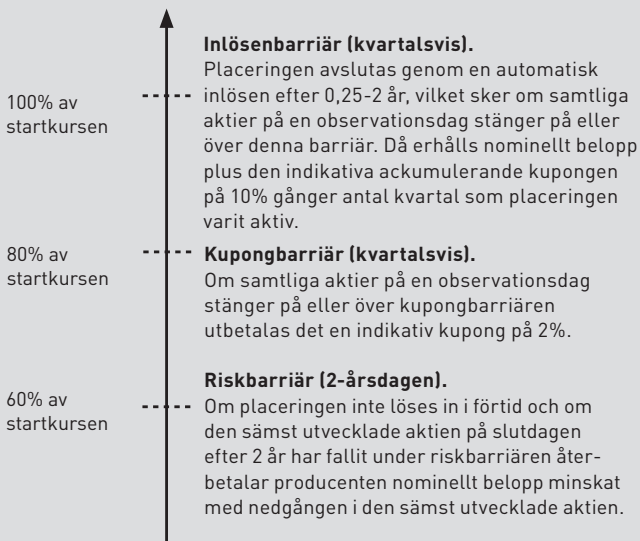 100% av
startkursen
Inlösenbarriär (kvartalsvis).
Placeringen avslutas genom en automatisk
inlösen efter 0,25-2 år, vilket sker om samtliga
aktier på en observationsdag stänger på eller
över denna barriär. Då erhålls nominellt belopp
plus den indikativa ackumulerande kupongen
på 10% gånger antal kvartal som placeringen
varit aktiv.
80% av
startkursen
Kupongbarriär (kvartalsvis).
Om samtliga aktier på en observationsdag
stänger på eller över kupongbarriären
utbetalas det en indikativ kupong på 2%.
60% av
startkursen
Riskbarriär (2-årsdagen).
Om placeringen inte löses in i förtid och om
den sämst utvecklade aktien på slutdagen
efter 2 år har fallit under riskbarriären åter-
betalar producenten nominellt belopp minskat
med nedgången i den sämst utvecklade aktien.